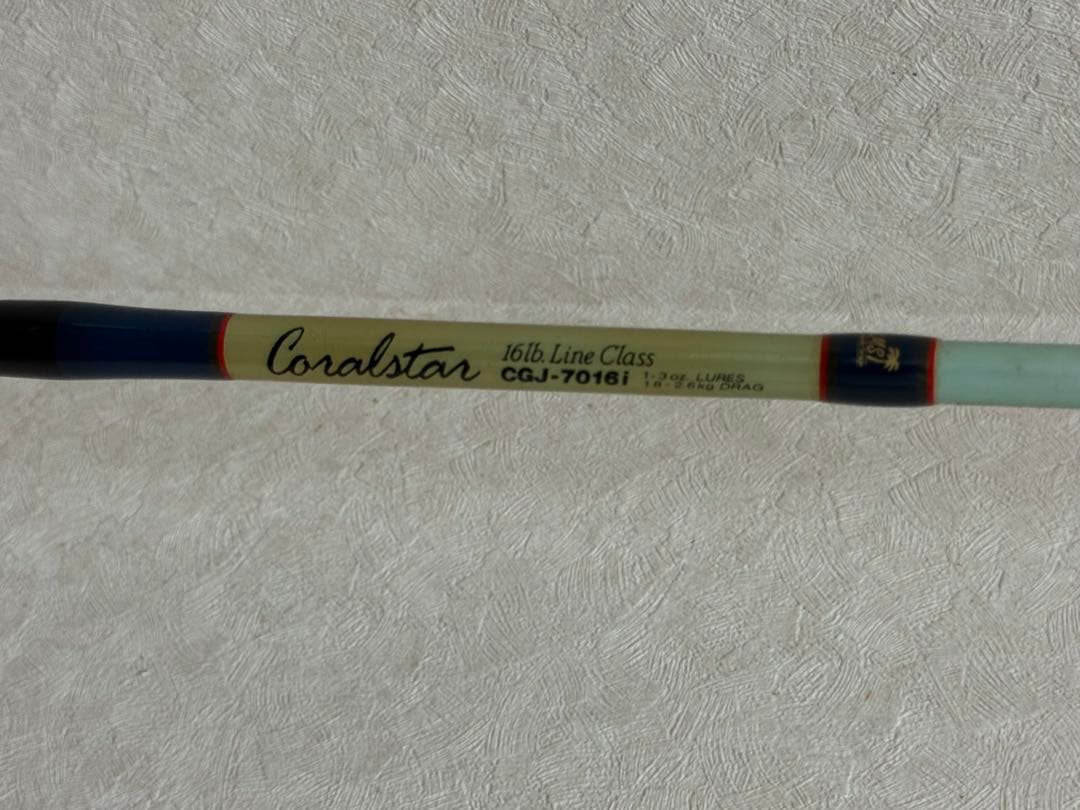 Coralstar
16lb. Line Class
CGJ-7016i
1-3oz. LURES
1.8-2.6kg DRAG